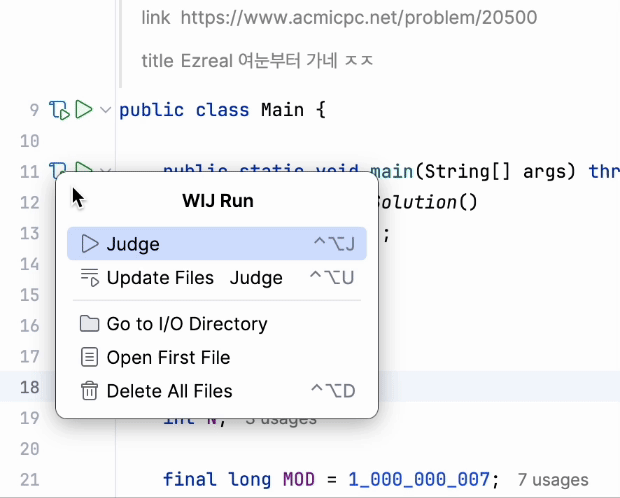 link https://www.acmicpc.net/problem/20500
title Ezreal 여눈부터 가네 ㅈㅈ
9 public class Main {
10
11 public static void main(String[] args) thr
12 Solution()
13 ;
14
15
16
17
18
19 int N; 3 usages
20
21 final long MOD = 1_000_000_007; 7 usages
WIJ Run
Judge ^⌥J
Update Files Judge ^⌥U
Go to I/O Directory
Open First File
Delete All Files ^⌥D